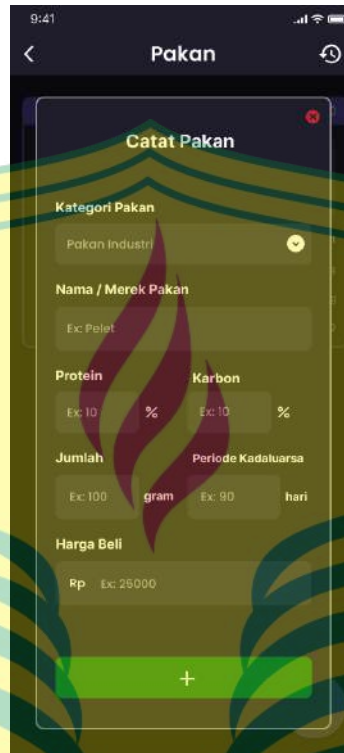 9:41
Pakan
Catat Pakan
Kategori Pakan
Pakan Industri
Nama / Merek Pakan
Ex: Pelet
Protein Karbon
Ex: 10 % Ex: 10 %
Jumlah Periode Kadaluarsa
Ex: 100 gram Ex: 90 hari
Harga Beli
Rp Ex: 25000
+